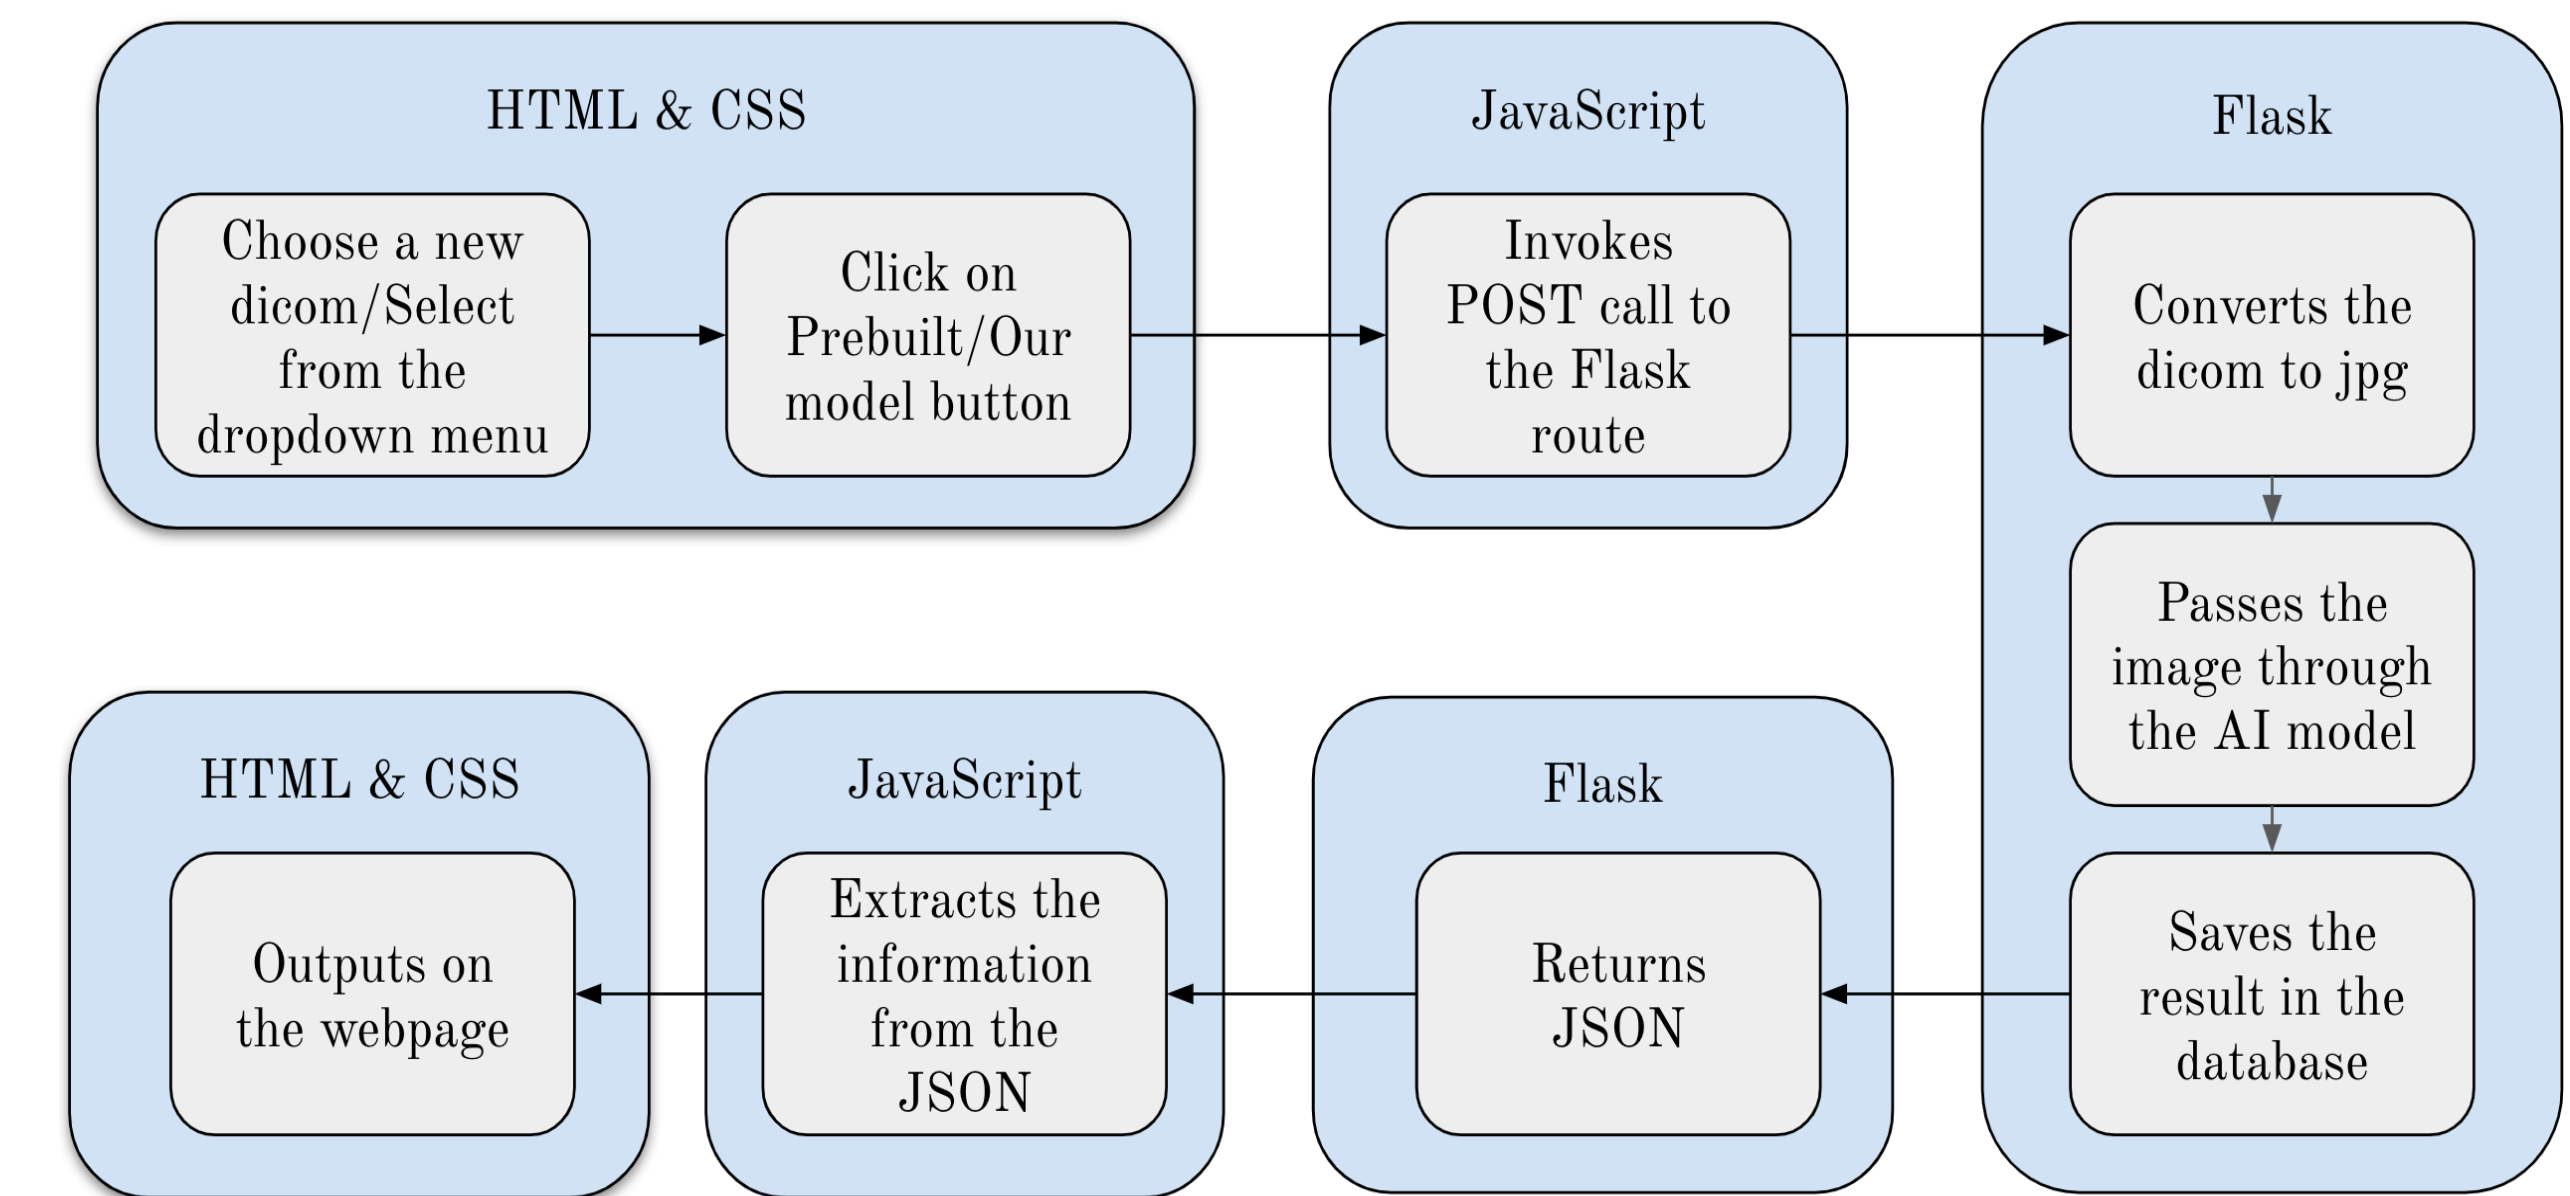 HTML & CSS
Choose a new
dicom/Select
from the
dropdown menu
Click on
Prebuilt/Our
model button
JavaScript
Invokes
POST call to
the Flask
route
Flask
Converts the
dicom to jpg
Passes the
image through
the AI model
Saves the
result in the
database
Flask
Returns
JSON
JavaScript
Extracts the
information
from the
JSON
HTML & CSS
Outputs on
the webpage